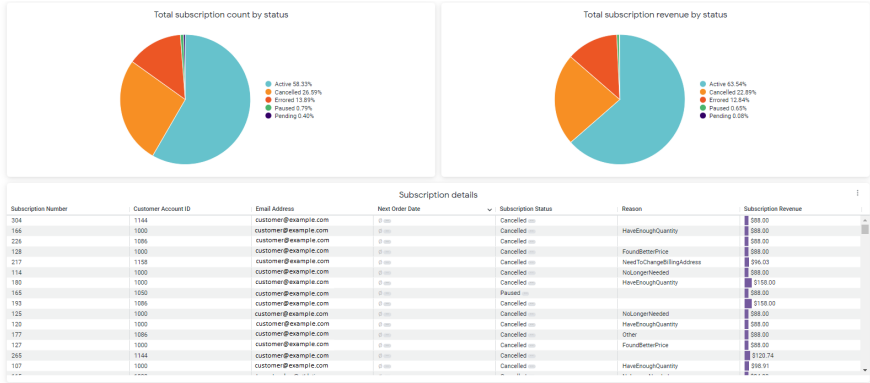 Total subscription count by status
Active 58.33%
Cancelled 26.59%
Errored 13.89%
Paused 0.79%
Pending 0.40%
Total subscription revenue by status
Active 63.54%
Cancelled 22.89%
Errored 12.84%
Paused 0.65%
Pending 0.08%
Subscription details
Subscription Number Customer Account ID Email Address Next Order Date Subscription Status Reason Subscription Revenue
304 1144 customer@example.com Cancelled $88.00
166 1000 customer@example.com Cancelled HaveEnoughQuantity $88.00
226 1086 customer@example.com Cancelled $88.00
128 1000 customer@example.com Cancelled FoundBetterPrice $88.00
217 1158 customer@example.com Cancelled NeedToChangeBillingAddress $96.03
114 1000 customer@example.com Cancelled NoLongerNeeded $88.00
180 1000 customer@example.com Cancelled HaveEnoughQuantity $158.00
165 1050 customer@example.com Paused $88.00
193 1086 customer@example.com Cancelled $158.00
125 1000 customer@example.com Cancelled NoLongerNeeded $88.00
120 1000 customer@example.com Cancelled HaveEnoughQuantity $88.00
177 1086 customer@example.com Cancelled Other $88.00
127 1000 customer@example.com Cancelled FoundBetterPrice $88.00
265 1144 customer@example.com Cancelled $120.74
107 1000 customer@example.com Cancelled HaveEnoughQuantity $98.91